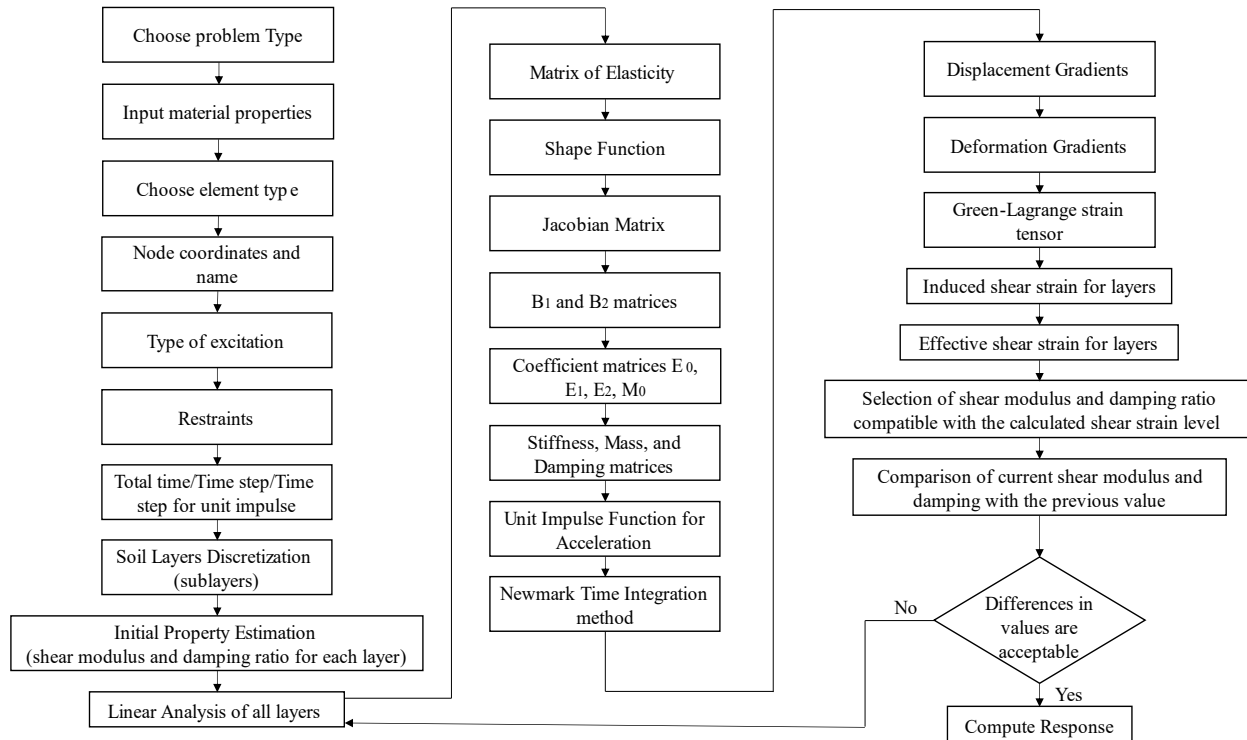 Choose problem Type
Input material properties
Choose element type
Node coordinates and
name
Type of excitation
Restraints
Total time/Time step/Time
step for unit impulse
Soil Layers Discretization
(sublayers)
Initial Property Estimation
(shear modulus and damping ratio for each layer)
Linear Analysis of all layers
Matrix of Elasticity
Shape Function
Jacobian Matrix
B1 and B2 matrices
Coefficient matrices E0,
E1, E2, M0
Stiffness, Mass, and
Damping matrices
Unit Impulse Function for
Acceleration
Newmark Time Integration
method
Displacement Gradients
Deformation Gradients
Green-Lagrange strain
tensor
Induced shear strain for layers
Effective shear strain for layers
Selection of shear modulus and damping ratio
compatible with the calculated shear strain level
Comparison of current shear modulus and
damping with the previous value
No
Differences in
values are
acceptable
Yes
Compute Response